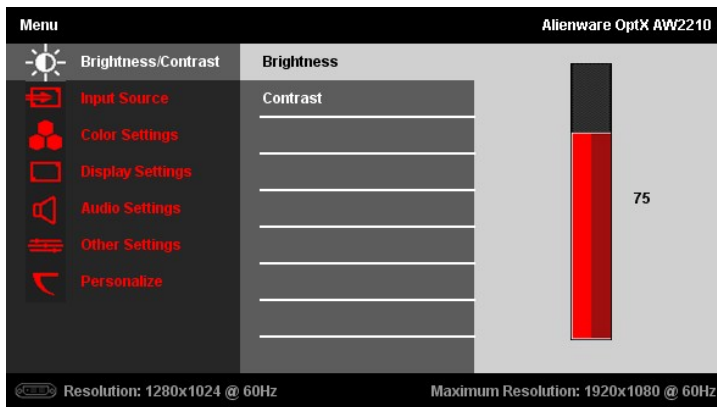 Menu Alienware OptX AW2210
Brightness/Contrast Brightness
Input Source Contrast
Color Settings
Display Settings
75
Audio Settings
Other Settings
Personalize
Resolution: 1280x1024 @ 60Hz Maximum Resolution: 1920x1080 @ 60Hz